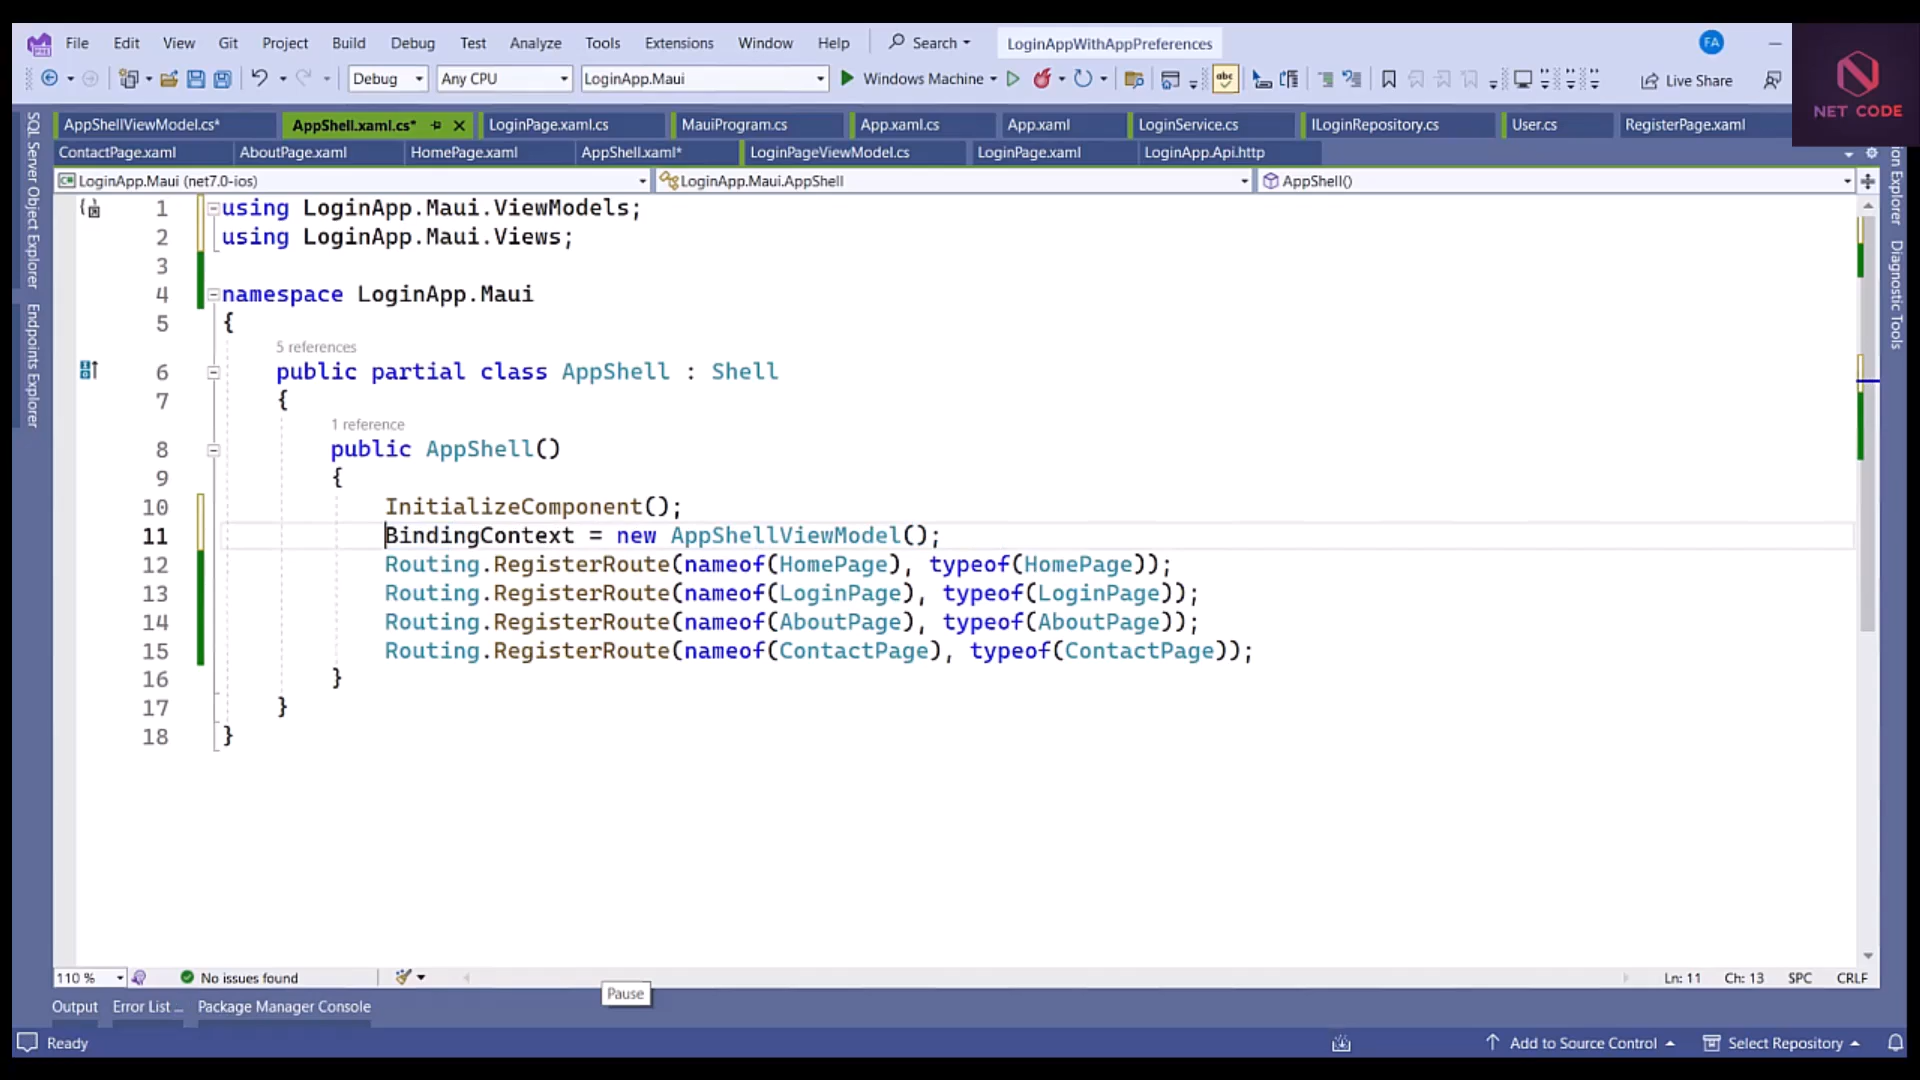 File Edit View Git Project Build Debug Test Analyze Tools Extensions Window Help Search LoginAppWithAppPreferences FA
Debug Any CPU LoginApp.Maui Windows Machine abc Live Share
NET CODE
AppShellViewModel.cs* AppShell.xaml.cs* LoginPage.xaml.cs MauiProgram.cs App.xaml.cs App.xaml LoginService.cs ILoginRepository.cs User.cs RegisterPage.xaml
ContactPage.xaml AboutPage.xaml HomePage.xaml AppShell.xaml* LoginPageViewModel.cs LoginPage.xaml LoginApp.Api.http
LoginApp.Maui (net7.0-ios) LoginApp.Maui.AppShell AppShell()
SQL Server Object Explorer
Endpoints Explorer
1 using LoginApp.Maui.ViewModels;
2 using LoginApp.Maui.Views;
3
4 namespace LoginApp.Maui
5 {
5 references
6 public partial class AppShell : Shell
7 {
1 reference
8 public AppShell()
9 {
10 InitializeComponent();
11 BindingContext = new AppShellViewModel();
12 Routing.RegisterRoute(nameof(HomePage), typeof(HomePage));
13 Routing.RegisterRoute(nameof(LoginPage), typeof(LoginPage));
14 Routing.RegisterRoute(nameof(AboutPage), typeof(AboutPage));
15 Routing.RegisterRoute(nameof(ContactPage), typeof(ContactPage));
16 }
17 }
18 }
Explorer
Diagnostic Tools
110 % No issues found Ln: 11 Ch: 13 SPC CRLF
Pause
Output Error List ... Package Manager Console
Ready Add to Source Control Select Repository